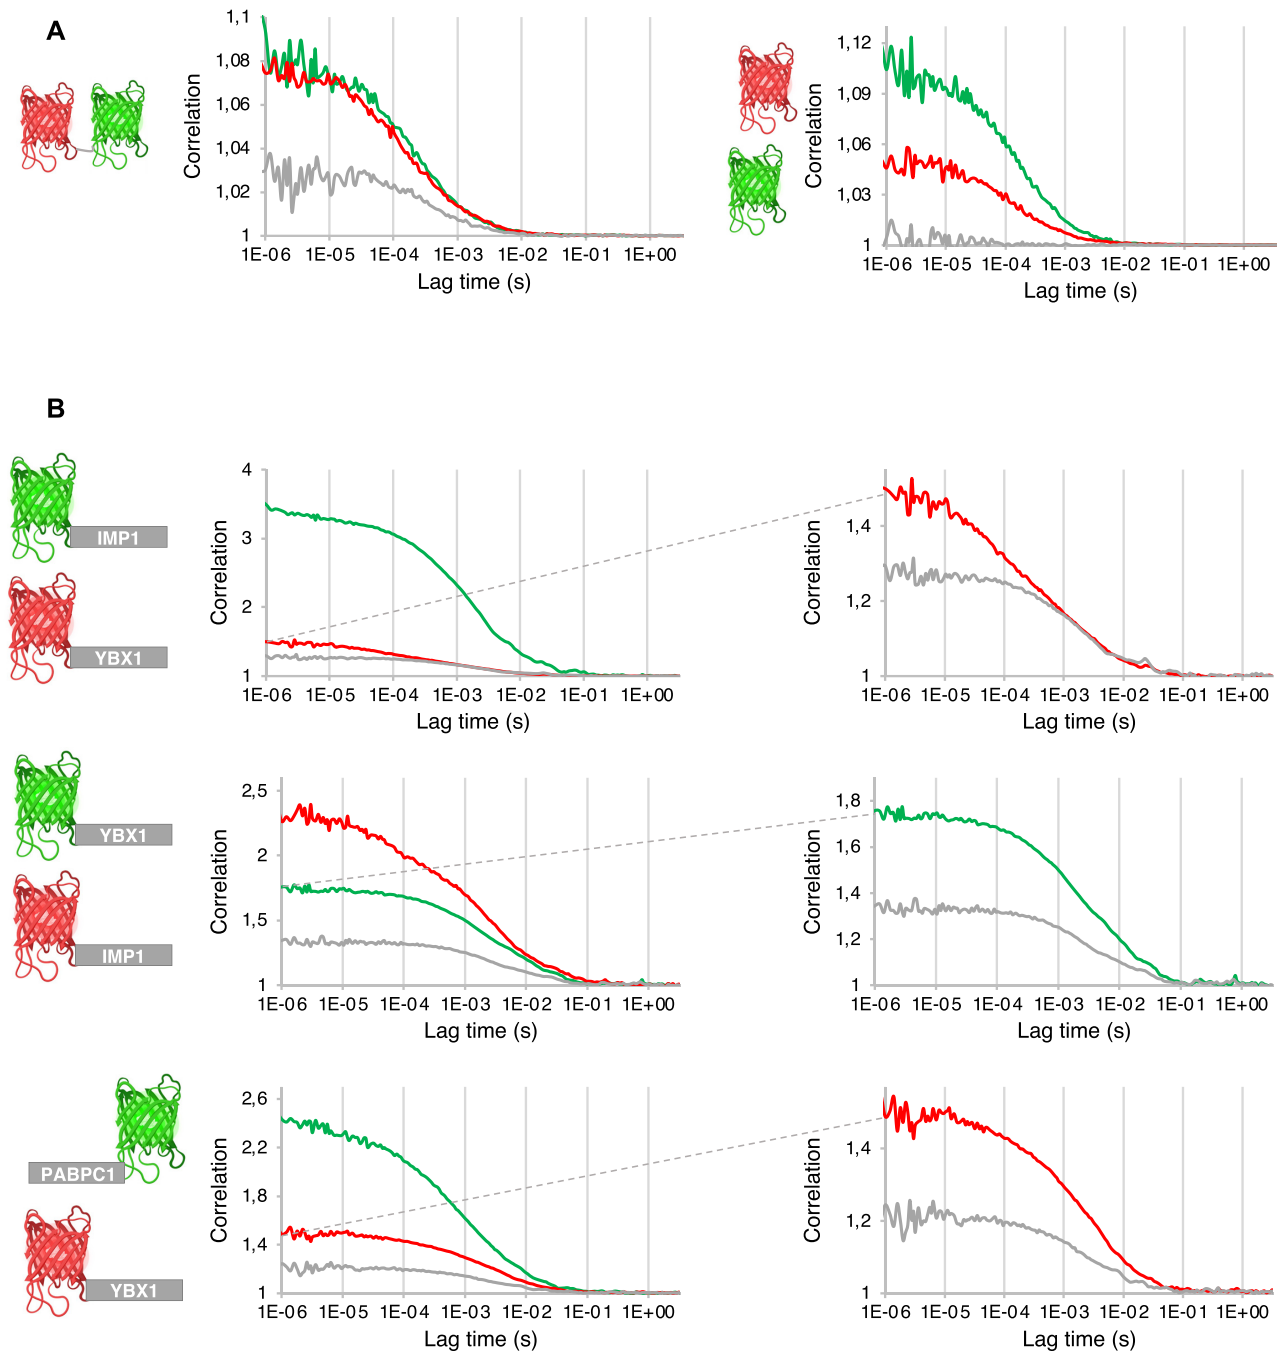 A
1,1
1,08
1,06
1,04
1,02
1
Correlation
1E-06 1E-05 1E-04 1E-03 1E-02 1E-01 1E+00
Lag time (s)
1,12
1,09
1,06
1,03
1
Correlation
1E-06 1E-05 1E-04 1E-03 1E-02 1E-01 1E+00
Lag time (s)
B
IMP1
YBX1
4
3
2
1
Correlation
1E-06 1E-05 1E-04 1E-03 1E-02 1E-01 1E+00
Lag time (s)
1,4
1,2
1
Correlation
1E-06 1E-05 1E-04 1E-03 1E-02 1E-01 1E+00
Lag time (s)
YBX1
IMP1
2,5
2
1,5
1
Correlation
1E-06 1E-05 1E-04 1E-03 1E-02 1E-01 1E+00
Lag time (s)
1,8
1,6
1,4
1,2
1
Correlation
1E-06 1E-05 1E-04 1E-03 1E-02 1E-01 1E+00
Lag time (s)
PABPC1
YBX1
2,6
2,2
1,8
1,4
1
Correlation
1E-06 1E-05 1E-04 1E-03 1E-02 1E-01 1E+00
Lag time (s)
1,4
1,2
1
Correlation
1E-06 1E-05 1E-04 1E-03 1E-02 1E-01 1E+00
Lag time (s)